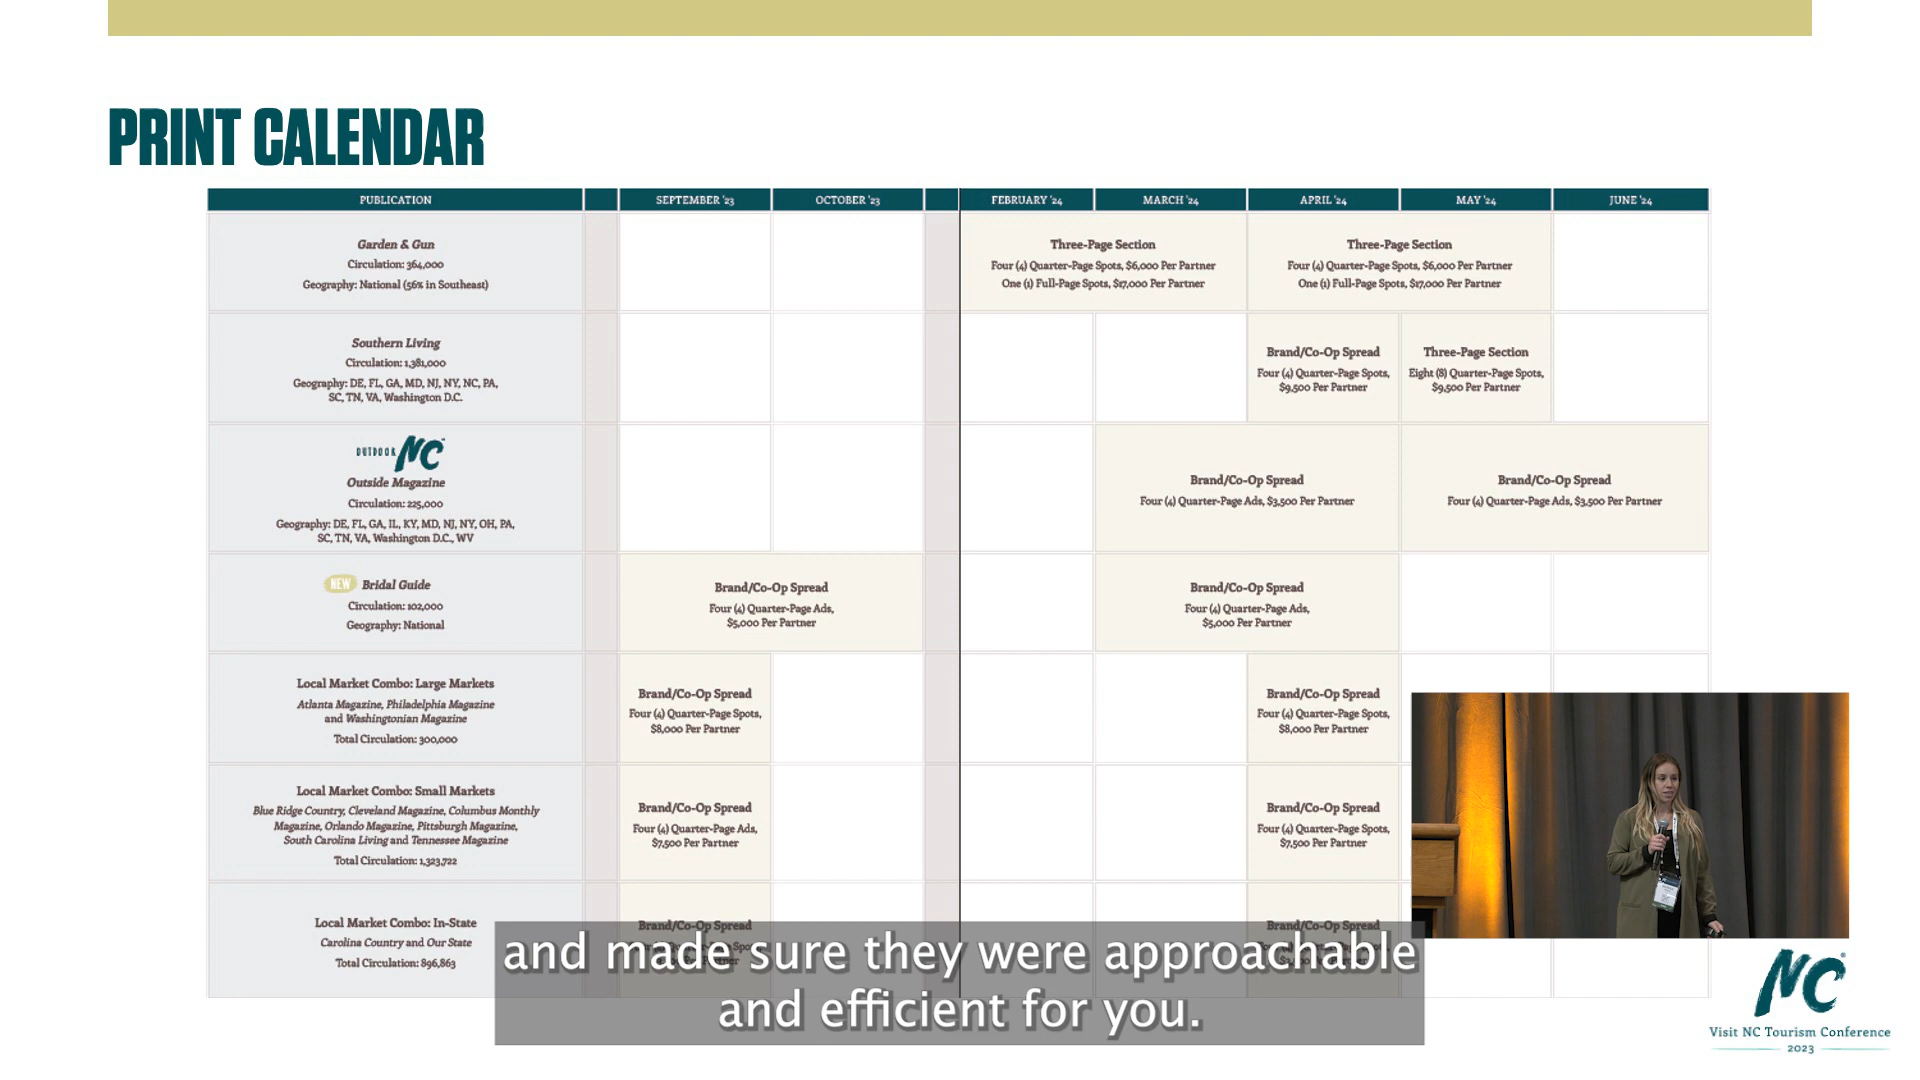 PRINT CALENDAR
PUBLICATION
SEPTEMBER '23
OCTOBER '23
FEBRUARY '24
MARCH '24
APRIL '24
MAY '24
JUNE '24
Garden & Gun
Circulation: 364,000
Geography: National (56% in Southeast)
Three-Page Section
Four (4) Quarter-Page Spots, $6,000 Per Partner
One (1) Full-Page Spots, $17,000 Per Partner
Three-Page Section
Four (4) Quarter-Page Spots, $6,000 Per Partner
One (1) Full-Page Spots, $17,000 Per Partner
Southern Living
Circulation: 1,381,000
Geography: DE, FL, GA, MD, NJ, NY, NC, PA,
SC, TN, VA, Washington D.C.
Brand/Co-Op Spread
Four (4) Quarter-Page Spots,
$9,500 Per Partner
Three-Page Section
Eight (8) Quarter-Page Spots,
$9,500 Per Partner
OUTDOOR NC
Outside Magazine
Circulation: 225,000
Geography: DE, FL, GA, IL, KY, MD, NJ, NY, OH, PA,
SC, TN, VA, Washington D.C., WV
Brand/Co-Op Spread
Four (4) Quarter-Page Ads, $3,500 Per Partner
Brand/Co-Op Spread
Four (4) Quarter-Page Ads, $3,500 Per Partner
NEW Bridal Guide
Circulation: 102,000
Geography: National
Brand/Co-Op Spread
Four (4) Quarter-Page Ads,
$5,000 Per Partner
Brand/Co-Op Spread
Four (4) Quarter-Page Ads,
$5,000 Per Partner
Local Market Combo: Large Markets
Atlanta Magazine, Philadelphia Magazine
and Washingtonian Magazine
Total Circulation: 300,000
Brand/Co-Op Spread
Four (4) Quarter-Page Spots,
$8,000 Per Partner
Brand/Co-Op Spread
Four (4) Quarter-Page Spots,
$8,000 Per Partner
Local Market Combo: Small Markets
Blue Ridge Country, Cleveland Magazine, Columbus Monthly
Magazine, Orlando Magazine, Pittsburgh Magazine,
South Carolina Living and Tennessee Magazine
Total Circulation: 1,323,722
Brand/Co-Op Spread
Four (4) Quarter-Page Ads,
$7,500 Per Partner
Brand/Co-Op Spread
Four (4) Quarter-Page Spots,
$7,500 Per Partner
Local Market Combo: In-State
Carolina Country and Our State
Total Circulation: 896,863
Brand/Co-Op Spread
Brand/Co-Op Spread
and made sure they were approachable
and efficient for you.
NC
Visit NC Tourism Conference
2023